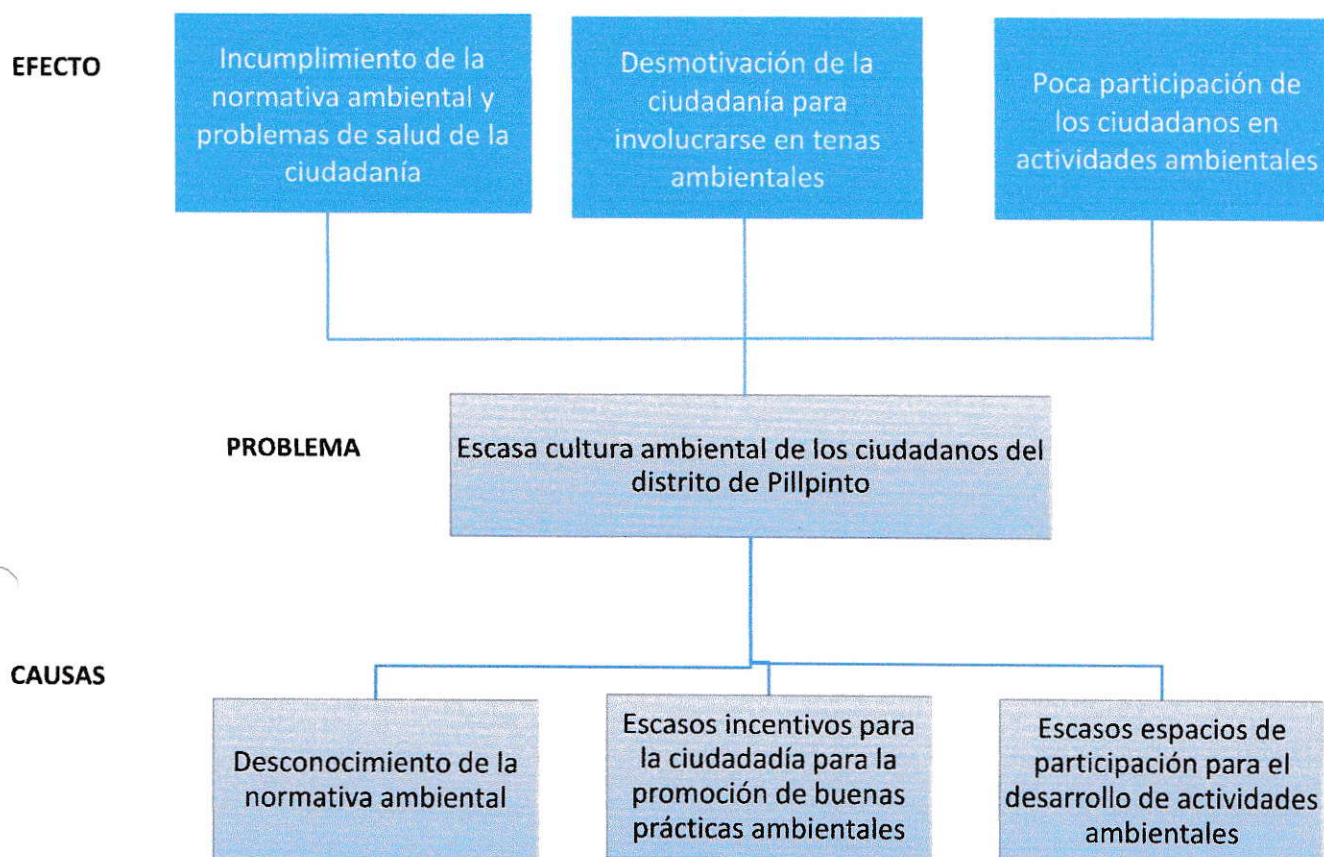 EFECTO
Incumplimiento de la
normativa ambiental y
problemas de salud de la
ciudadanía
Desmotivación de la
ciudadanía para
involucrarse en tenas
ambientales
Poca participación de
los ciudadanos en
actividades ambientales
PROBLEMA
Escasa cultura ambiental de los ciudadanos del
distrito de Pillpinto
CAUSAS
Desconocimiento de la
normativa ambiental
Escasos incentivos para
la ciudadadía para la
promoción de buenas
prácticas ambientales
Escasos espacios de
participación para el
desarrollo de actividades
ambientales